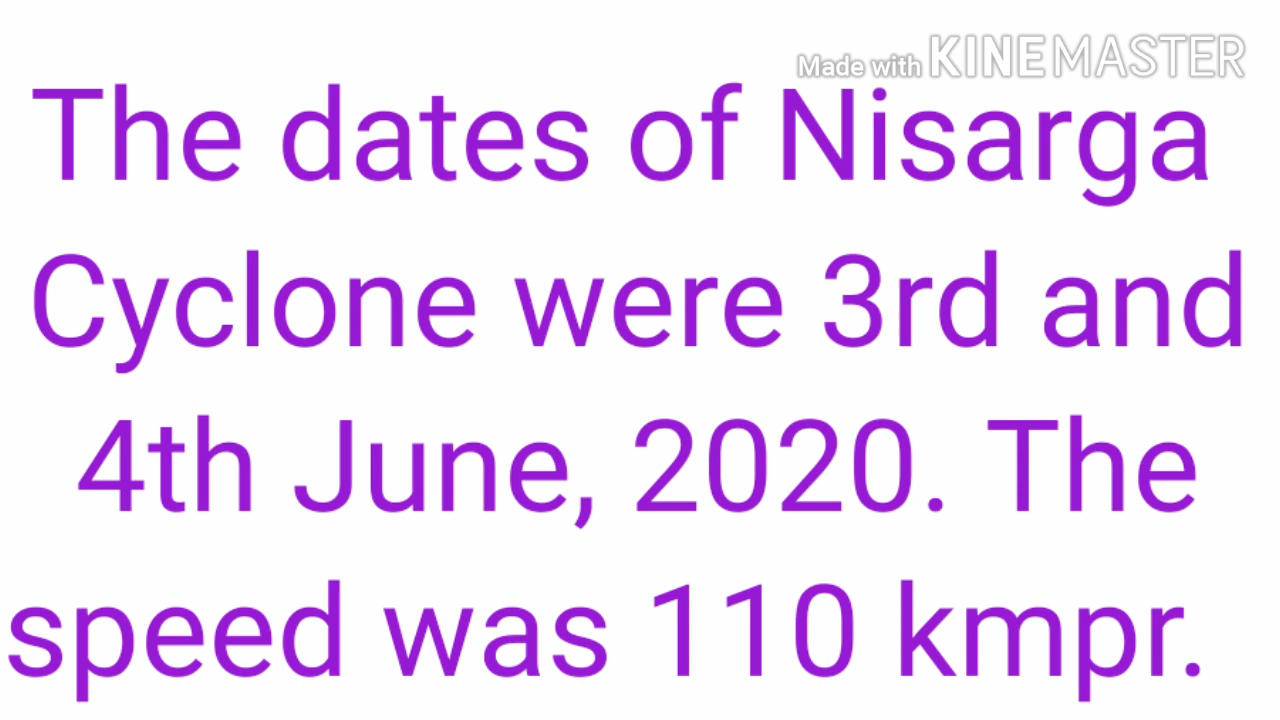 Made with KINEMASTER
The dates of Nisarga
Cyclone were 3rd and
4th June, 2020. The
speed was 110 kmpr.